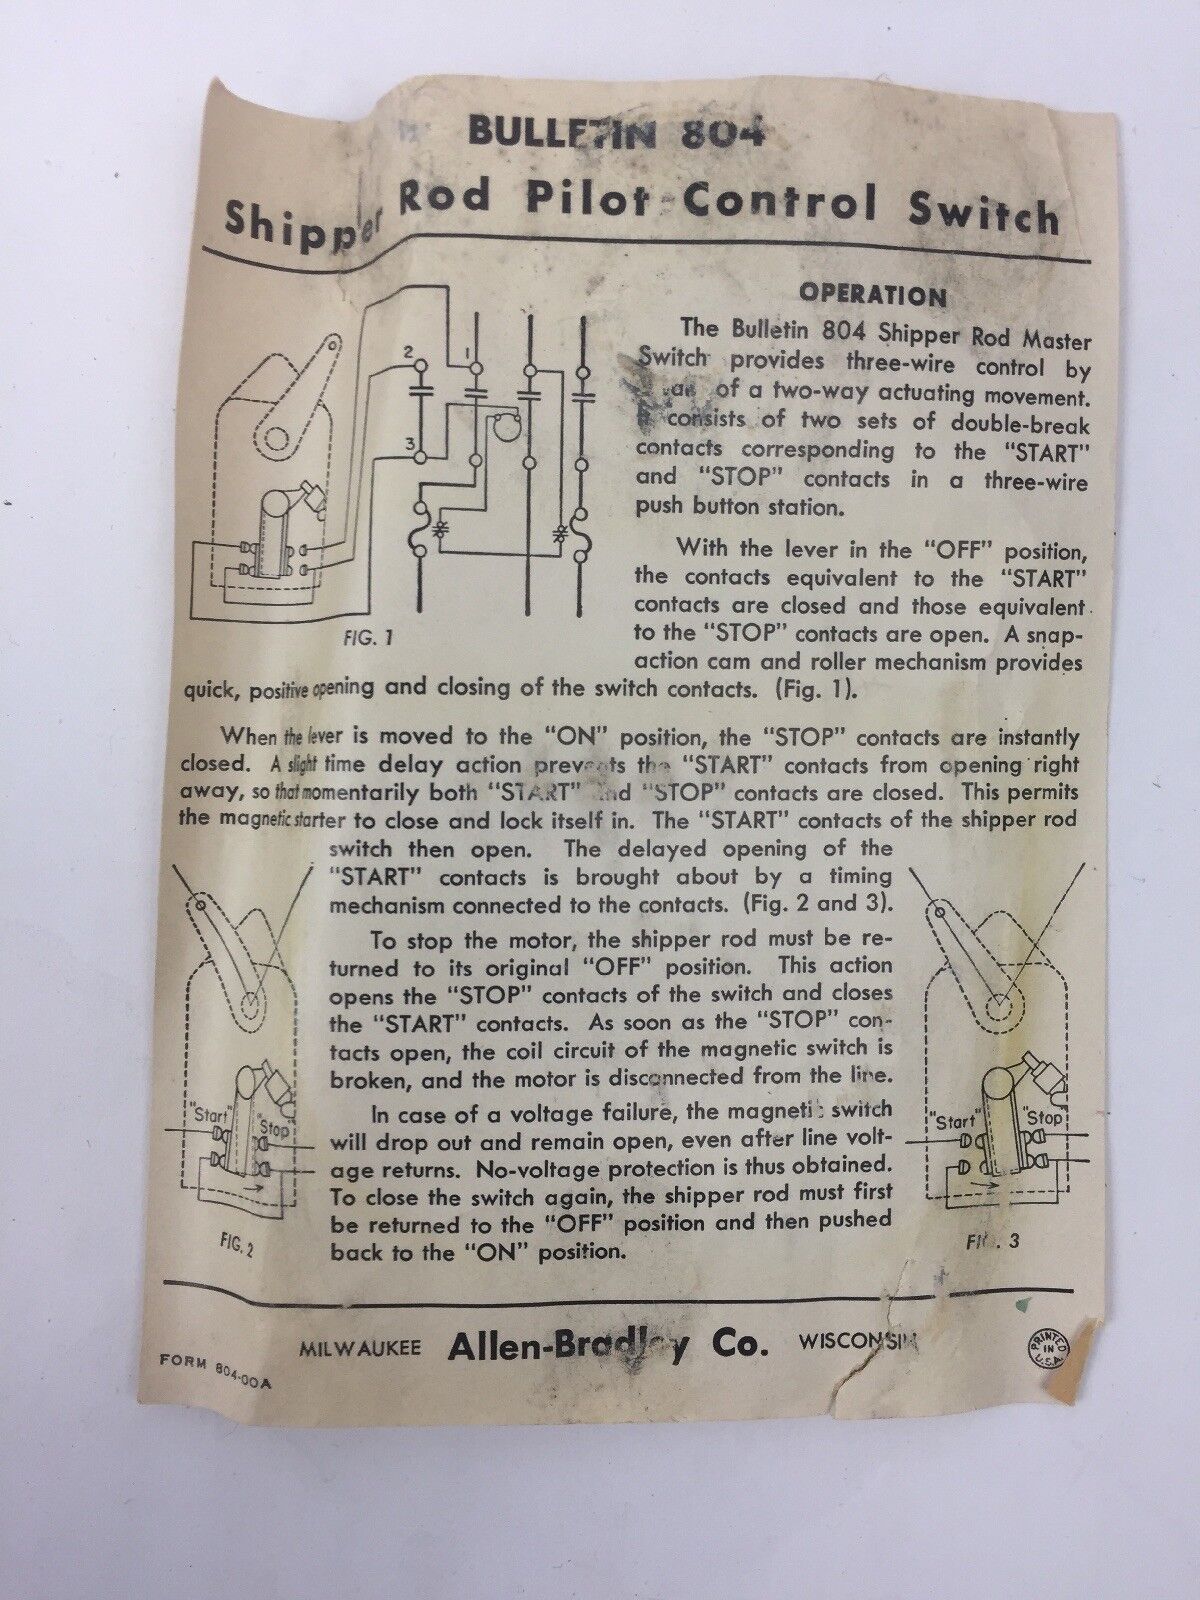 BULLETIN 804
Shipper Rod Pilot Control Switch
OPERATION
The Bulletin 804 Shipper Rod Master
Switch provides three-wire control by
of a two-way actuating movement.
It consists of two sets of double-break
contacts corresponding to the "START"
and "STOP" contacts in a three-wire
push button station.
With the lever in the "OFF" position,
the contacts equivalent to the "START"
contacts are closed and those equivalent
to the "STOP" contacts are open. A snap-
action cam and roller mechanism provides
quick, positive opening and closing of the switch contacts. (Fig. 1).
2
1
3
FIG. 1
When the lever is moved to the "ON" position, the "STOP" contacts are instantly
closed. A slight time delay action prevents the "START" contacts from opening right
away, so that momentarily both "START" and "STOP" contacts are closed. This permits
the magnetic starter to close and lock itself in. The "START" contacts of the shipper rod
switch then open. The delayed opening of the
"START" contacts is brought about by a timing
mechanism connected to the contacts. (Fig. 2 and 3).
To stop the motor, the shipper rod must be re-
turned to its original "OFF" position. This action
opens the "STOP" contacts of the switch and closes
the "START" contacts. As soon as the "STOP" con-
tacts open, the coil circuit of the magnetic switch is
broken, and the motor is disconnected from the line.
In case of a voltage failure, the magnetic switch
will drop out and remain open, even after line volt-
age returns. No-voltage protection is thus obtained.
To close the switch again, the shipper rod must first
be returned to the "OFF" position and then pushed
back to the "ON" position.
"Start"
"Stop"
FIG. 2
"Start"
"Stop"
FIG. 3
MILWAUKEE Allen-Bradley Co. WISCONSIN
FORM 804-00A
PRINTED
IN
U.S.A.